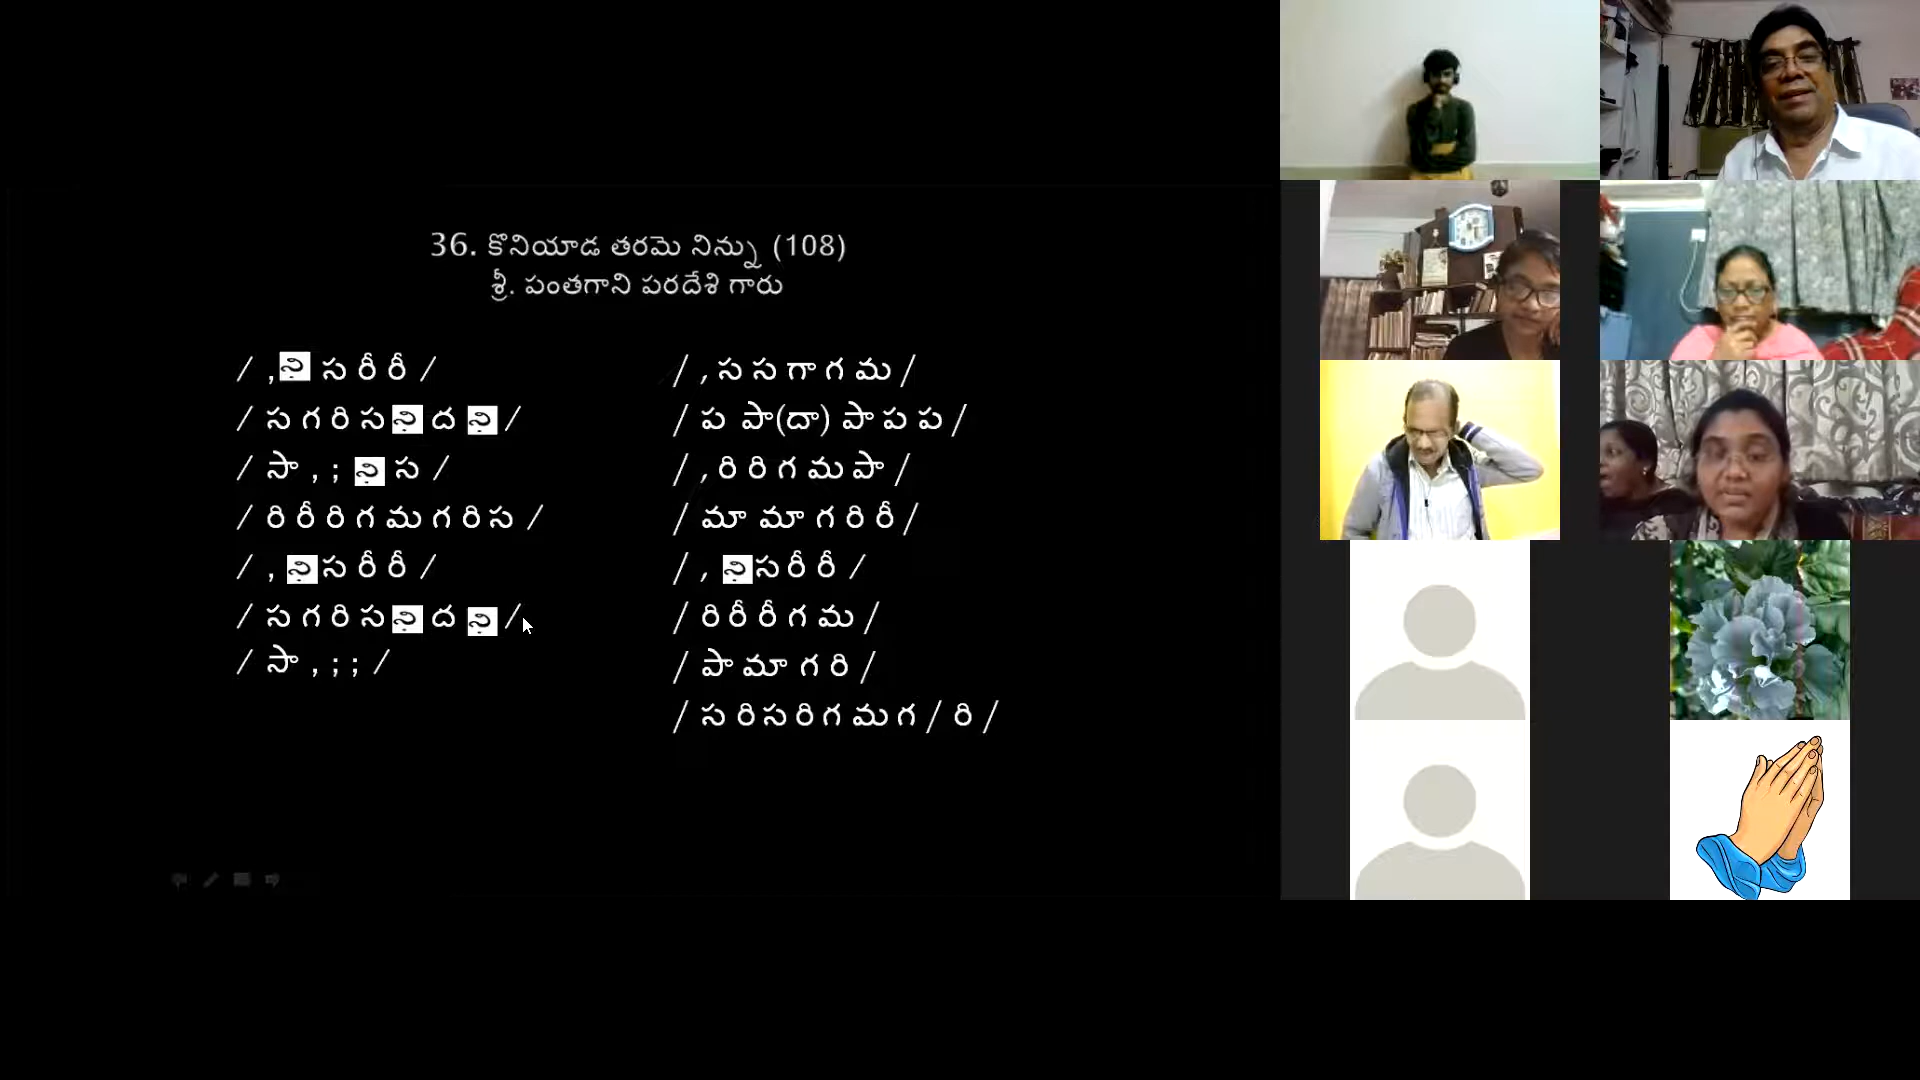 36. కొనియాడ తరమె నిన్ను (108)
శ్రీ. పంతగాని పరదేశి గారు
/ ,ని స రీ రీ /
/ స గ రి స ని ద ని /
/ సా , ; ని స /
/ రి రీ రి గ మ గ రి స /
/ , ని స రీ రీ /
/ స గ రి స ని ద ని /
/ సా , ; ; /
/ , స స గా గ మ /
/ ప పా(దా) పా ప ప /
/ , రి రి గ మ పా /
/ మా మా గ రి రీ /
/ , ని స రీ రీ /
/ రి రీ రీ గ మ /
/ పా మా గ రి /
/ స రి స రి గ మ గ / రి /